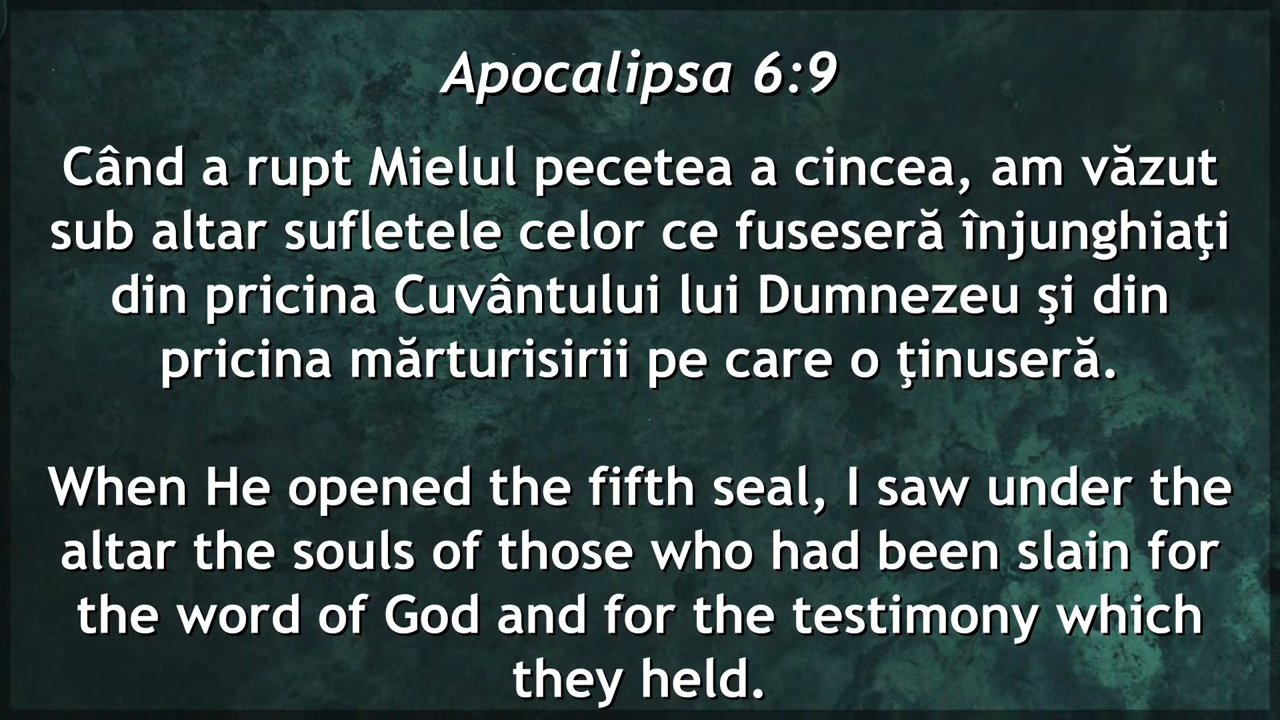 Apocalipsa 6:9
Când a rupt Mielul pecetea a cincea, am văzut
sub altar sufletele celor ce fuseseră înjunghiaţi
din pricina Cuvântului lui Dumnezeu şi din
pricina mărturisirii pe care o ţinuseră.
When He opened the fifth seal, I saw under the
altar the souls of those who had been slain for
the word of God and for the testimony which
they held.